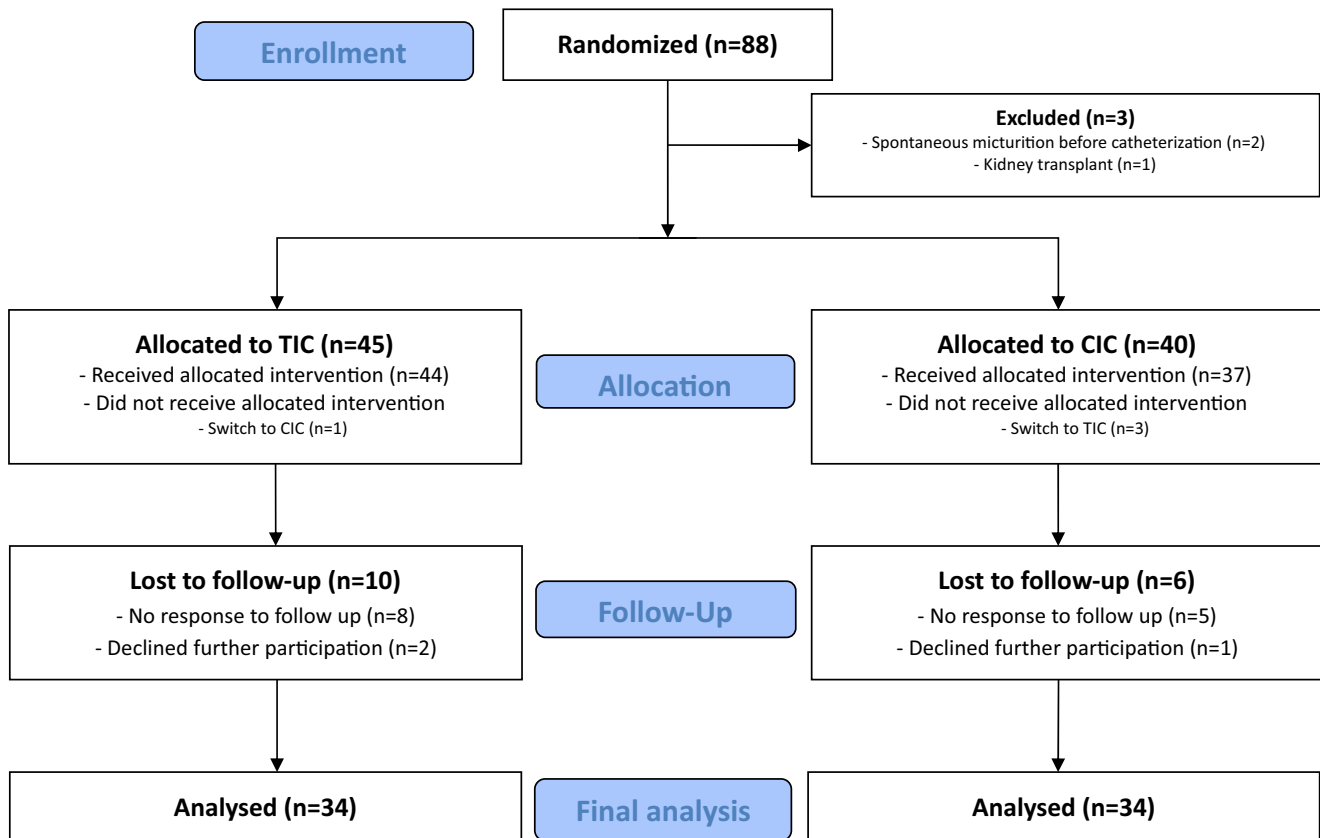 Enrollment
Randomized (n=88)
Excluded (n=3)
- Spontaneous micturition before catheterization (n=2)
- Kidney transplant (n=1)
Allocated to TIC (n=45)
- Received allocated intervention (n=44)
- Did not receive allocated intervention
- Switch to CIC (n=1)
Allocation
Allocated to CIC (n=40)
- Received allocated intervention (n=37)
- Did not receive allocated intervention
- Switch to TIC (n=3)
Lost to follow-up (n=10)
- No response to follow up (n=8)
- Declined further participation (n=2)
Follow-Up
Lost to follow-up (n=6)
- No response to follow up (n=5)
- Declined further participation (n=1)
Analysed (n=34)
Final analysis
Analysed (n=34)